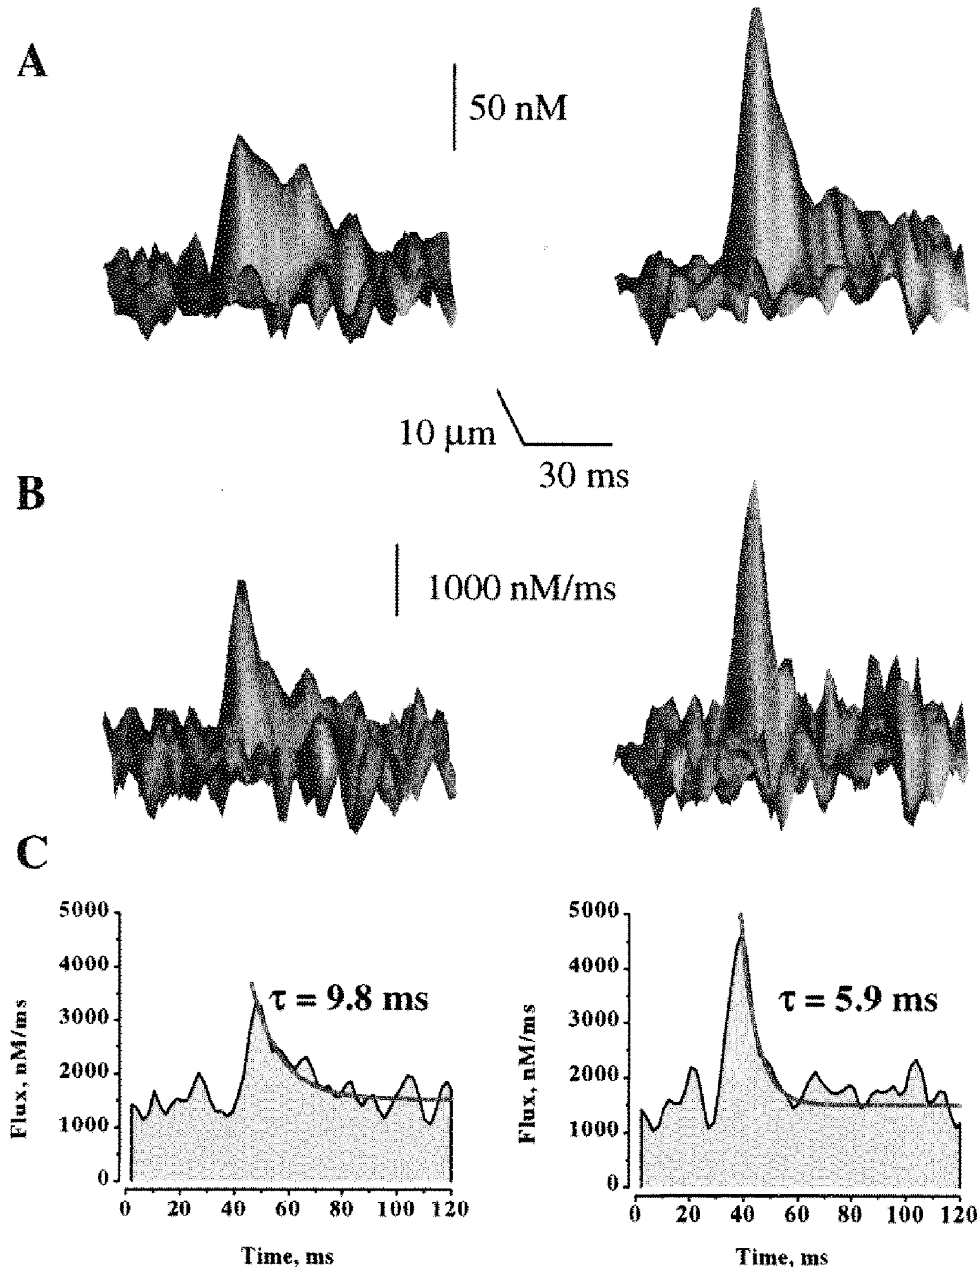 A
50 nM
10 µm
30 ms
B
1000 nM/ms
C
5000
4000
3000
2000
1000
0
Flux, nM/ms
τ = 9.8 ms
0 20 40 60 80 100 120
Time, ms
5000
4000
3000
2000
1000
0
Flux, nM/ms
τ = 5.9 ms
0 20 40 60 80 100 120
Time, ms